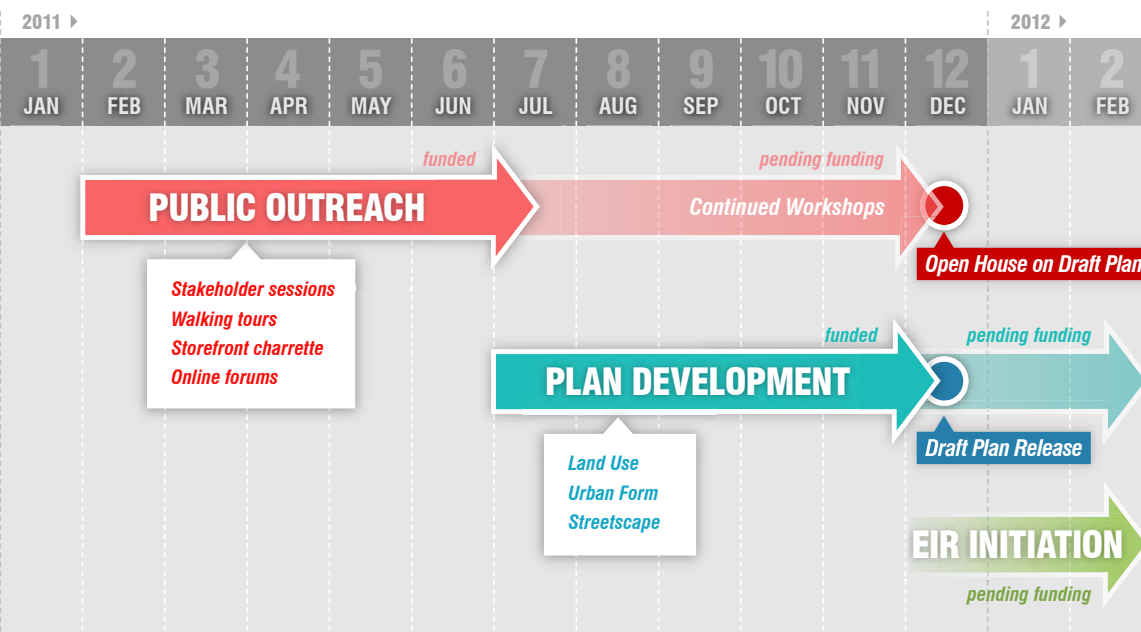 2011
2012
1 2 3 4 5 6 7 8 9 10 11 12 1 2
JAN FEB MAR APR MAY JUN JUL AUG SEP OCT NOV DEC JAN FEB
funded
pending funding
PUBLIC OUTREACH
Continued Workshops
Open House on Draft Plan
Stakeholder sessions
Walking tours
Storefront charrette
Online forums
funded
pending funding
PLAN DEVELOPMENT
Draft Plan Release
Land Use
Urban Form
Streetscape
EIR INITIATION
pending funding